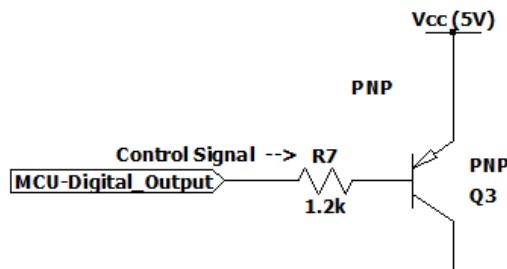 Vcc (5V)
PNP
Control Signal -->
R7
MCU-Digital_Output
1.2k
PNP
Q3